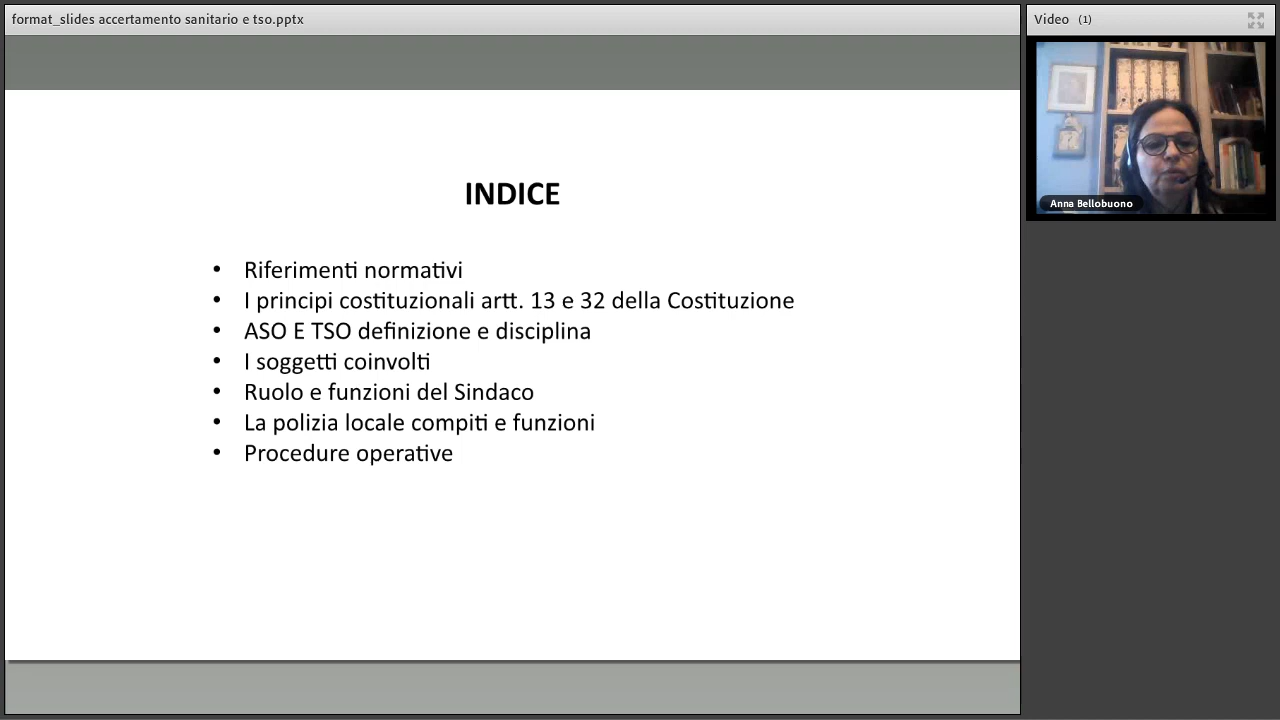 format_slides accertamento sanitario e tso.pptx
Video (1)
Anna Bellobuono
INDICE
• Riferimenti normativi
• I principi costituzionali artt. 13 e 32 della Costituzione
• ASO E TSO definizione e disciplina
• I soggetti coinvolti
• Ruolo e funzioni del Sindaco
• La polizia locale compiti e funzioni
• Procedure operative